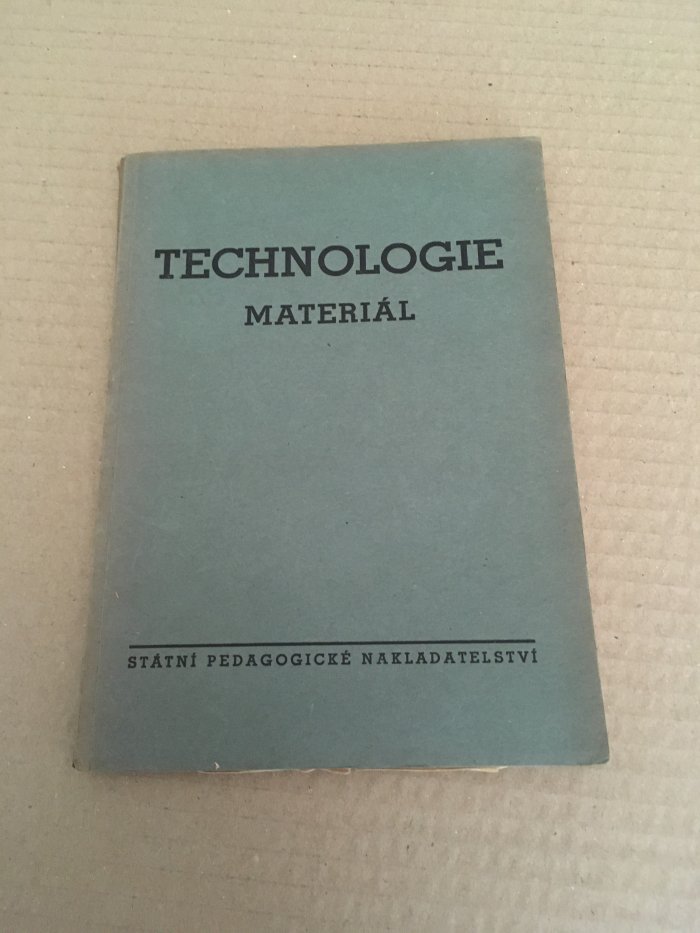 TECHNOLOGIE
MATERIÁL
STÁTNÍ PEDAGOGICKÉ NAKLADATELSTVÍ